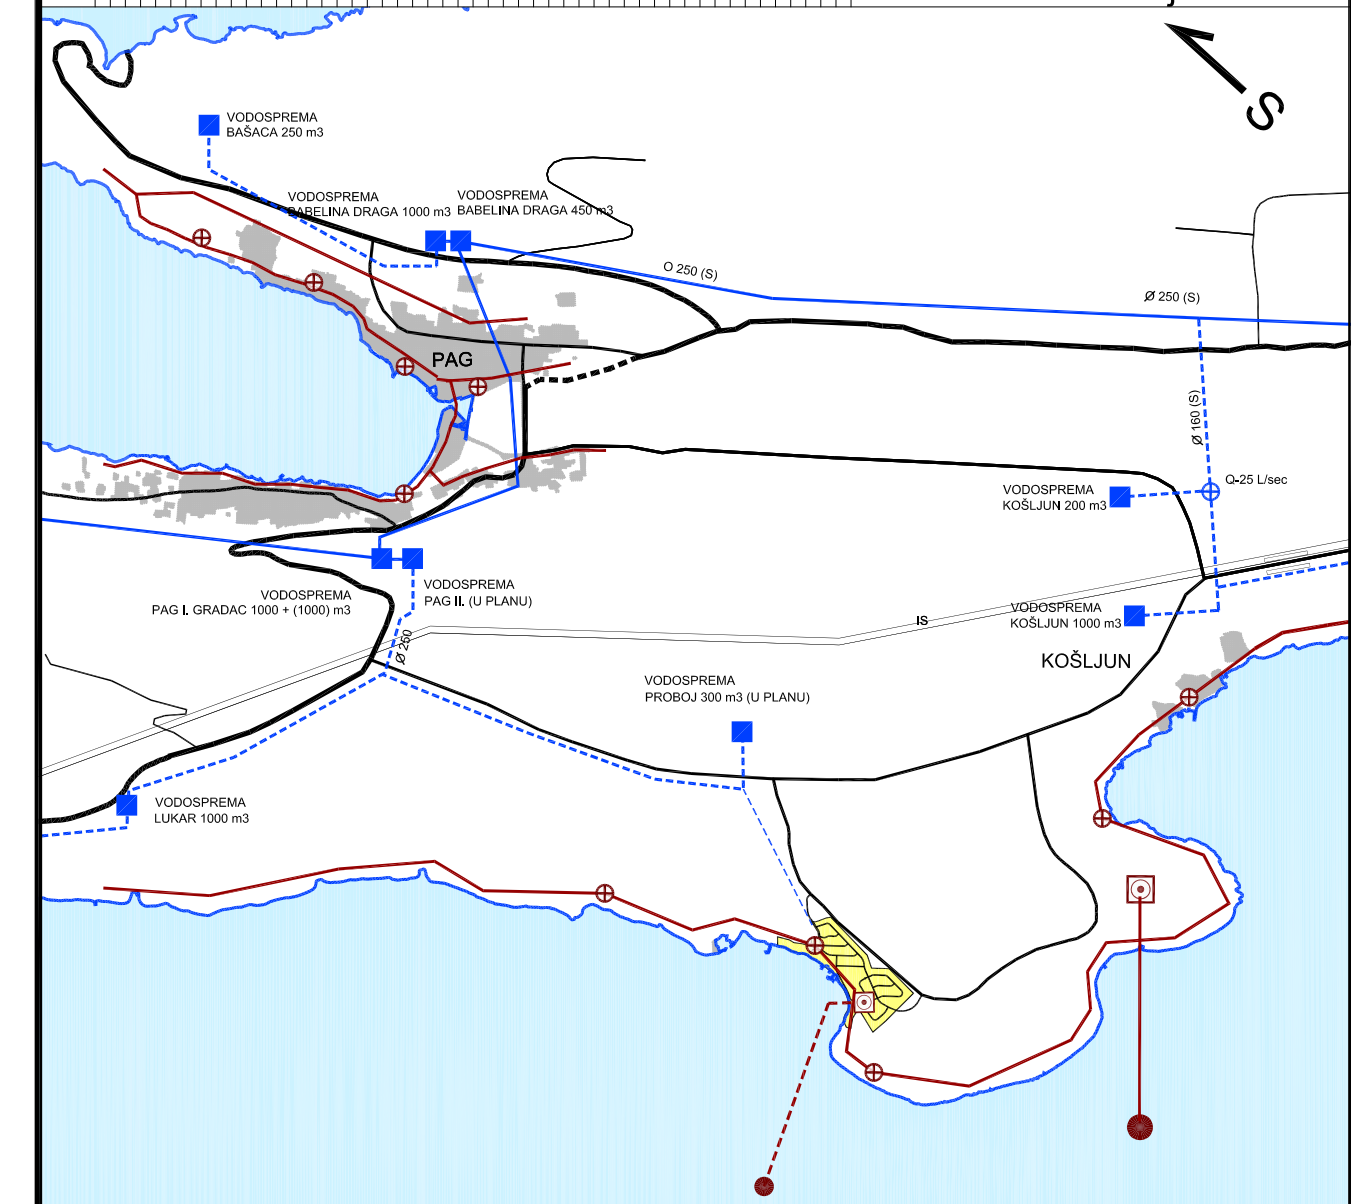 S
VODOSPREMA
BAŠACA 250 m3
VODOSPREMA
BABELINA DRAGA 1000 m3
VODOSPREMA
BABELINA DRAGA 450 m3
O 250 (S)
Ø 250 (S)
PAG
Ø 160 (S)
Q-25 L/sec
VODOSPREMA
KOŠLJUN 200 m3
VODOSPREMA
PAG II. (U PLANU)
VODOSPREMA
PAG I. GRADAC 1000 + (1000) m3
Ø 250
IS
VODOSPREMA
KOŠLJUN 1000 m3
KOŠLJUN
VODOSPREMA
PROBOJ 300 m3 (U PLANU)
VODOSPREMA
LUKAR 1000 m3